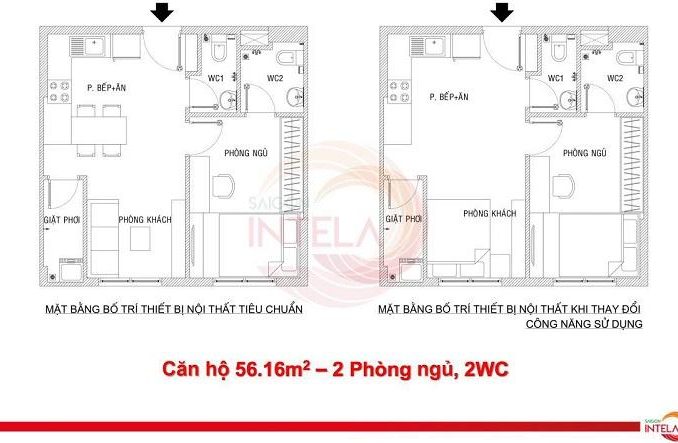 WC1
WC2
P. BẾP+ĂN
PHÒNG NGỦ
GIẶT PHƠI
PHÒNG KHÁCH
MẶT BẰNG BỐ TRÍ THIẾT BỊ NỘI THẤT TIÊU CHUẨN
WC1
WC2
P. BẾP+ĂN
PHÒNG NGỦ
GIẶT PHƠI
PHÒNG KHÁCH
MẶT BẰNG BỐ TRÍ THIẾT BỊ NỘI THẤT KHI THAY ĐỔI
CÔNG NĂNG SỬ DỤNG
SAIGON
INTELA
Căn hộ 56.16m² – 2 Phòng ngủ, 2WC
SAIGON
INTELA